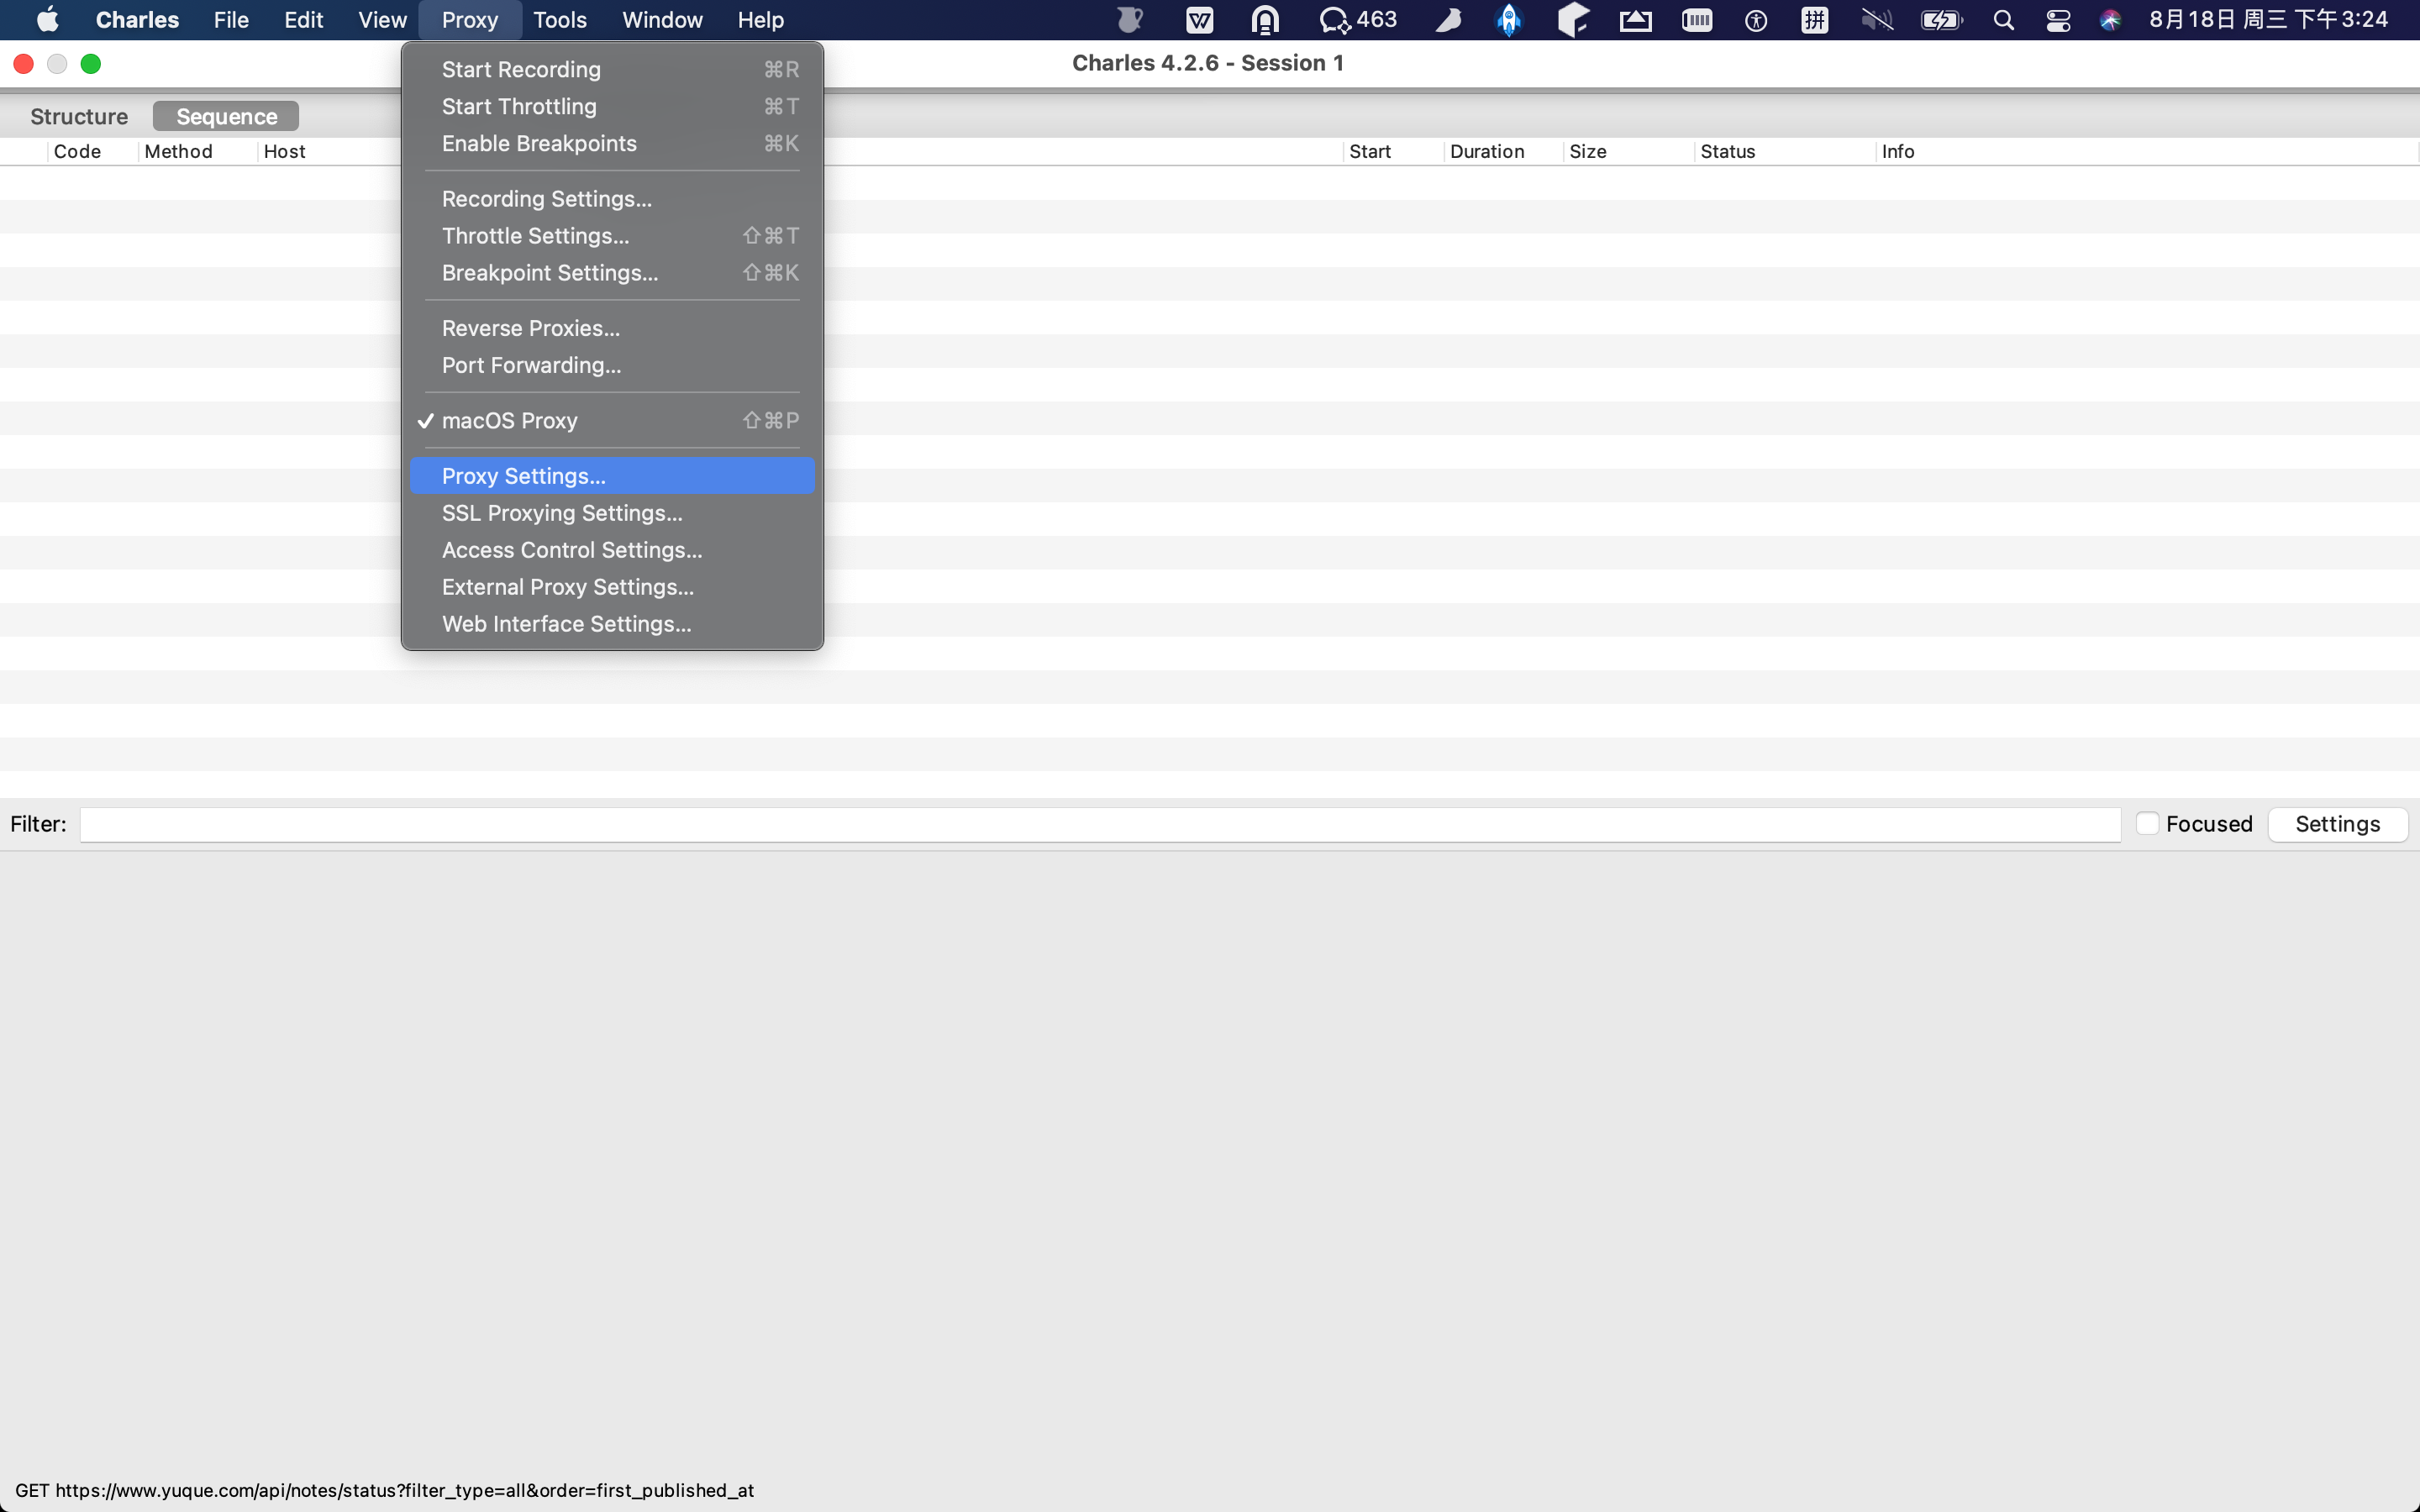 Charles File Edit View Proxy Tools Window Help 463 拼 8月18日 周三 下午3:24
Charles 4.2.6 - Session 1
Structure Sequence
Code Method Host Start Duration Size Status Info
Start Recording ⌘R
Start Throttling ⌘T
Enable Breakpoints ⌘K
Recording Settings...
Throttle Settings... ⇧⌘T
Breakpoint Settings... ⇧⌘K
Reverse Proxies...
Port Forwarding...
✓ macOS Proxy ⇧⌘P
Proxy Settings...
SSL Proxying Settings...
Access Control Settings...
External Proxy Settings...
Web Interface Settings...
Filter: Focused Settings
GET https://www.yuque.com/api/notes/status?filter_type=all&order=first_published_at